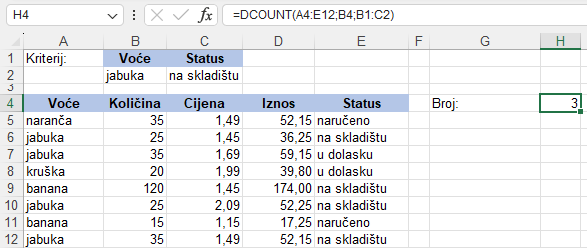 H4 fx =DCOUNT(A4:E12;B4;B1:C2)
A B C D E F G H
1 Kriterij: Voće Status
2 jabuka na skladištu
3
4 Voće Količina Cijena Iznos Status Broj: 3
5 naranča 35 1,49 52,15 naručeno
6 jabuka 25 1,45 36,25 na skladištu
7 jabuka 35 1,69 59,15 u dolasku
8 kruška 20 1,99 39,80 u dolasku
9 banana 120 1,45 174,00 na skladištu
10 jabuka 25 2,09 52,25 na skladištu
11 banana 15 1,15 17,25 naručeno
12 jabuka 35 1,49 52,15 na skladištu